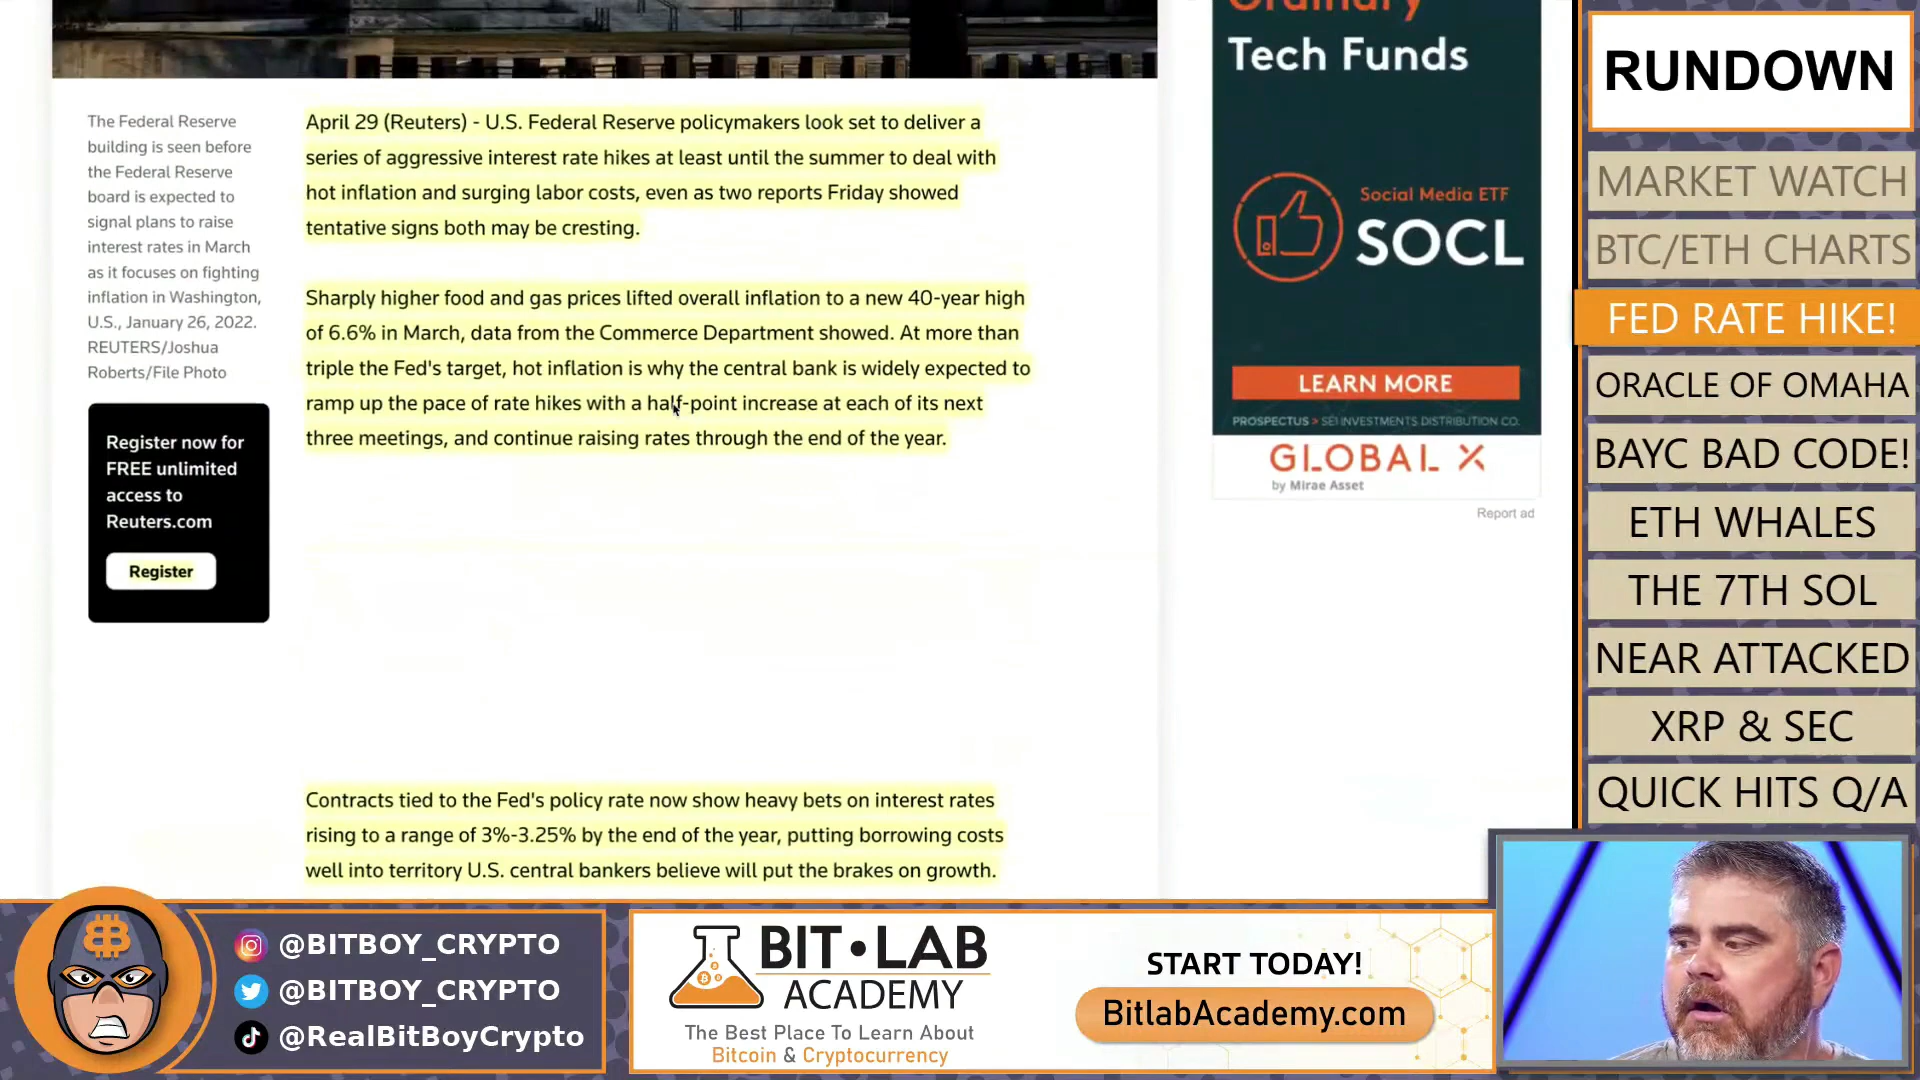 The Federal Reserve
building is seen before
the Federal Reserve
board is expected to
signal plans to raise
interest rates in March
as it focuses on fighting
inflation in Washington,
U.S., January 26, 2022.
REUTERS/Joshua
Roberts/File Photo
Register now for
FREE unlimited
access to
Reuters.com
Register
April 29 (Reuters) - U.S. Federal Reserve policymakers look set to deliver a
series of aggressive interest rate hikes at least until the summer to deal with
hot inflation and surging labor costs, even as two reports Friday showed
tentative signs both may be cresting.
Sharply higher food and gas prices lifted overall inflation to a new 40-year high
of 6.6% in March, data from the Commerce Department showed. At more than
triple the Fed's target, hot inflation is why the central bank is widely expected to
ramp up the pace of rate hikes with a half-point increase at each of its next
three meetings, and continue raising rates through the end of the year.
Contracts tied to the Fed's policy rate now show heavy bets on interest rates
rising to a range of 3%-3.25% by the end of the year, putting borrowing costs
well into territory U.S. central bankers believe will put the brakes on growth.
Ordinary
Tech Funds
Social Media ETF
SOCL
LEARN MORE
PROSPECTUS > SEI INVESTMENTS DISTRIBUTION CO.
GLOBAL X
by Mirae Asset
Report ad
RUNDOWN
MARKET WATCH
BTC/ETH CHARTS
FED RATE HIKE!
ORACLE OF OMAHA
BAYC BAD CODE!
ETH WHALES
THE 7TH SOL
NEAR ATTACKED
XRP & SEC
QUICK HITS Q/A
@BITBOY_CRYPTO
@BITBOY_CRYPTO
@RealBitBoyCrypto
BIT•LAB
ACADEMY
The Best Place To Learn About
Bitcoin & Cryptocurrency
START TODAY!
BitlabAcademy.com